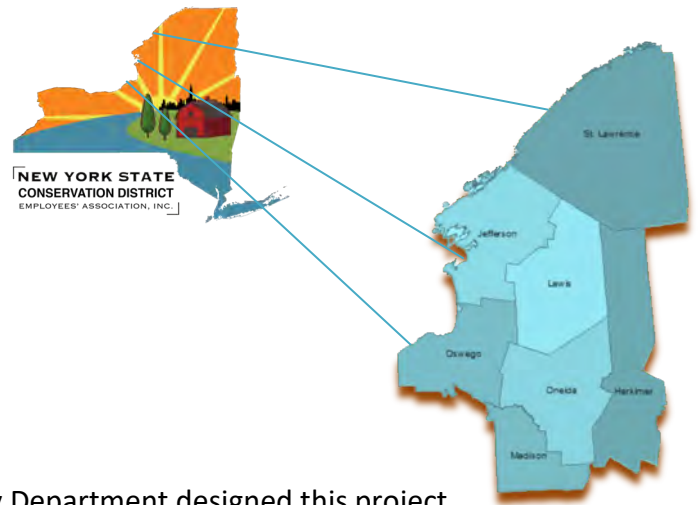 NEW YORK STATE
CONSERVATION DISTRICT
EMPLOYEES' ASSOCIATION, INC.
St. Lawrence
Jefferson
Lewis
Oswego
Oneida
Herkimer
Madison
Department designed this project